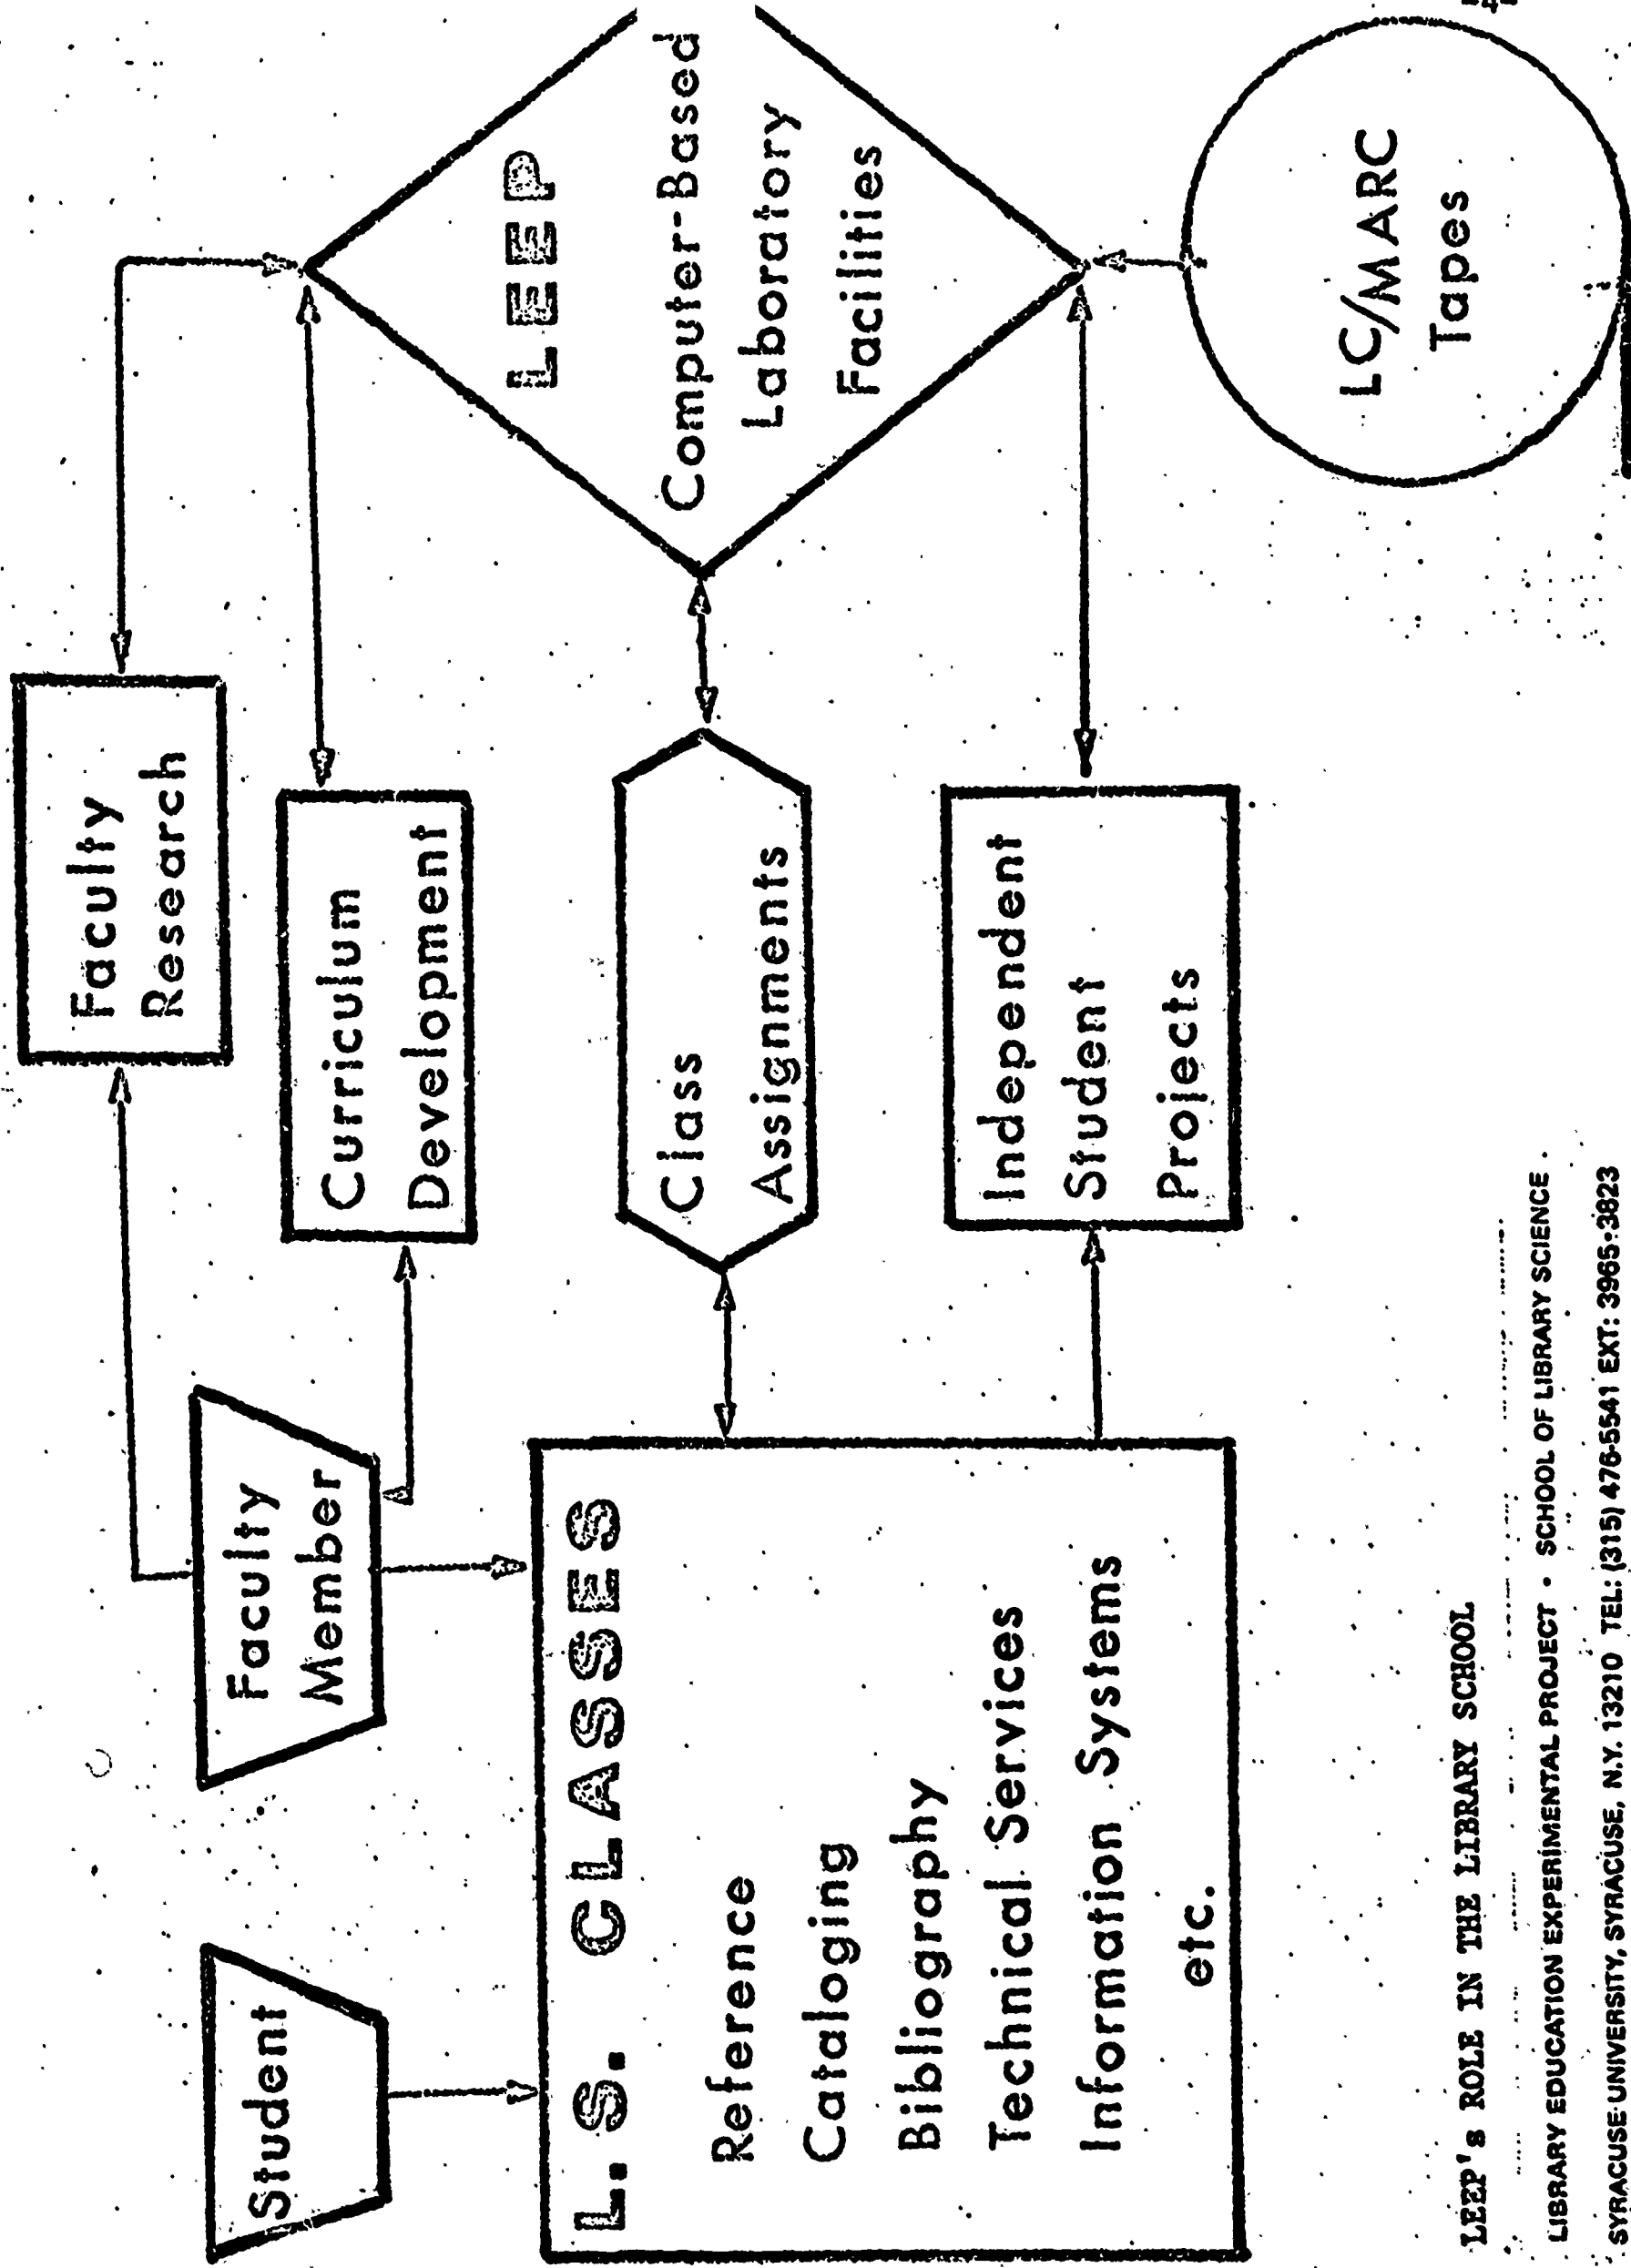 -4-
Student
Faculty
Member
Faculty
Research
Curriculum
Development
L. S. CLASSES
Reference
Cataloging
Bibliography
Technical Services
Information Systems
etc.
Class
Assignments
Independent
Student
Projects
LEEP
Computer-Based
Laboratory
Facilities
LC/MARC
Tapes
LEEP's ROLE IN THE LIBRARY SCHOOL
LIBRARY EDUCATION EXPERIMENTAL PROJECT • SCHOOL OF LIBRARY SCIENCE
SYRACUSE UNIVERSITY, SYRACUSE, N.Y. 13210 TEL: (315) 476-5541 EXT: 3965-3823